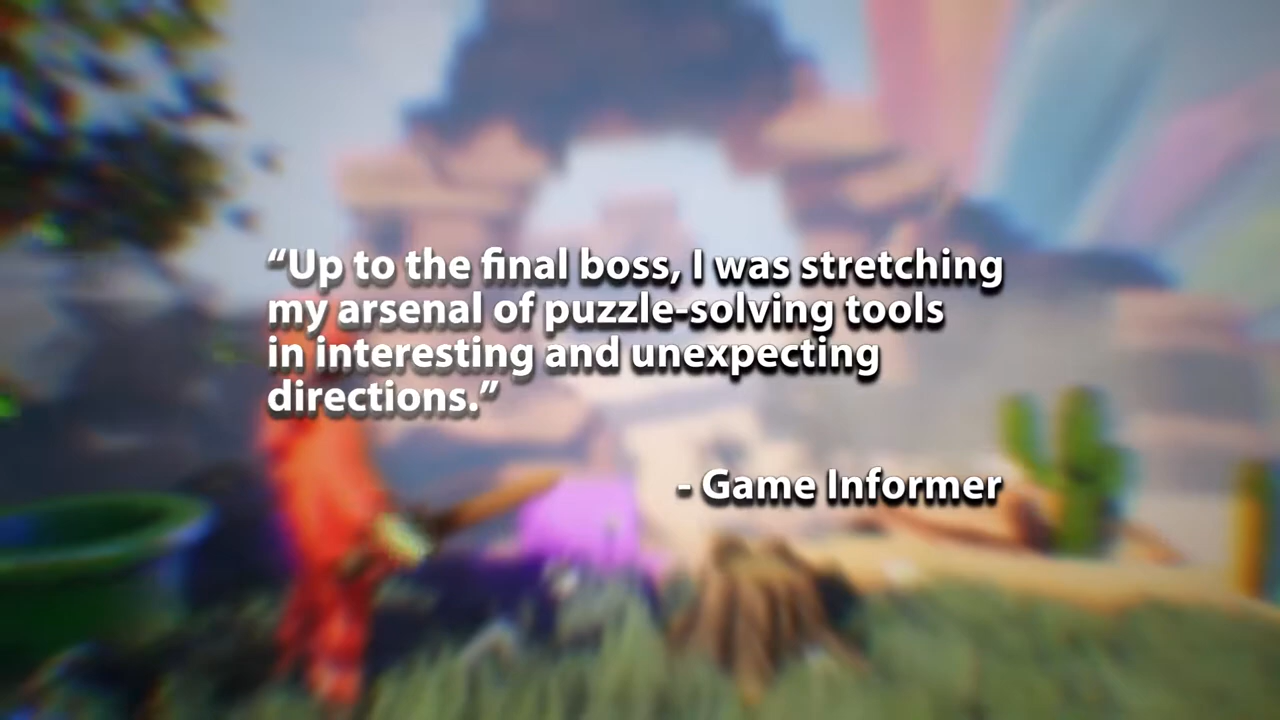 “Up to the final boss, I was stretching
my arsenal of puzzle-solving tools
in interesting and unexpecting
directions.”
- Game Informer